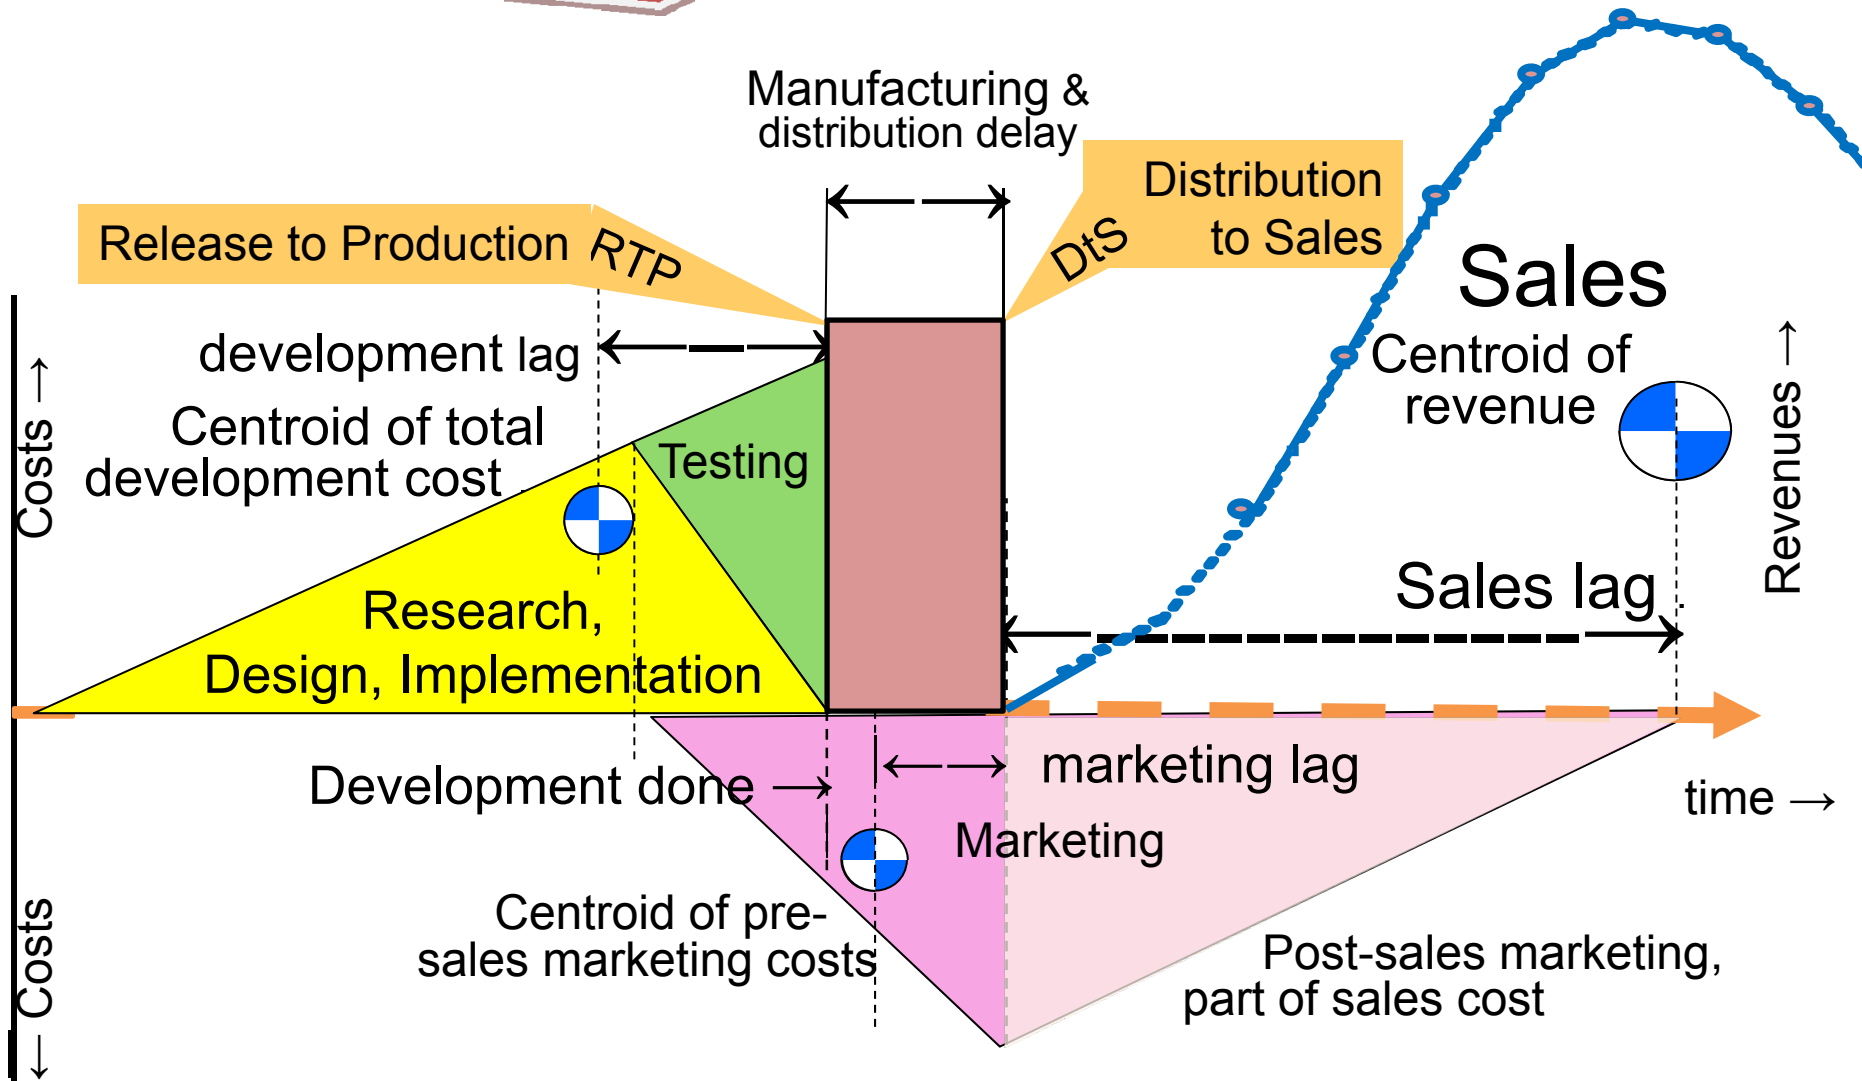 Manufacturing &
distribution delay
Distribution
to Sales
DtS
Release to Production
RTP
Sales
development lag
Centroid of
revenue
Costs →
Revenues →
Centroid of total
development cost .
Testing
Sales lag .
Research,
Design, Implementation
Development done →
marketing lag
time →
Marketing
← Costs
Centroid of pre-
sales marketing costs
Post-sales marketing,
part of sales cost